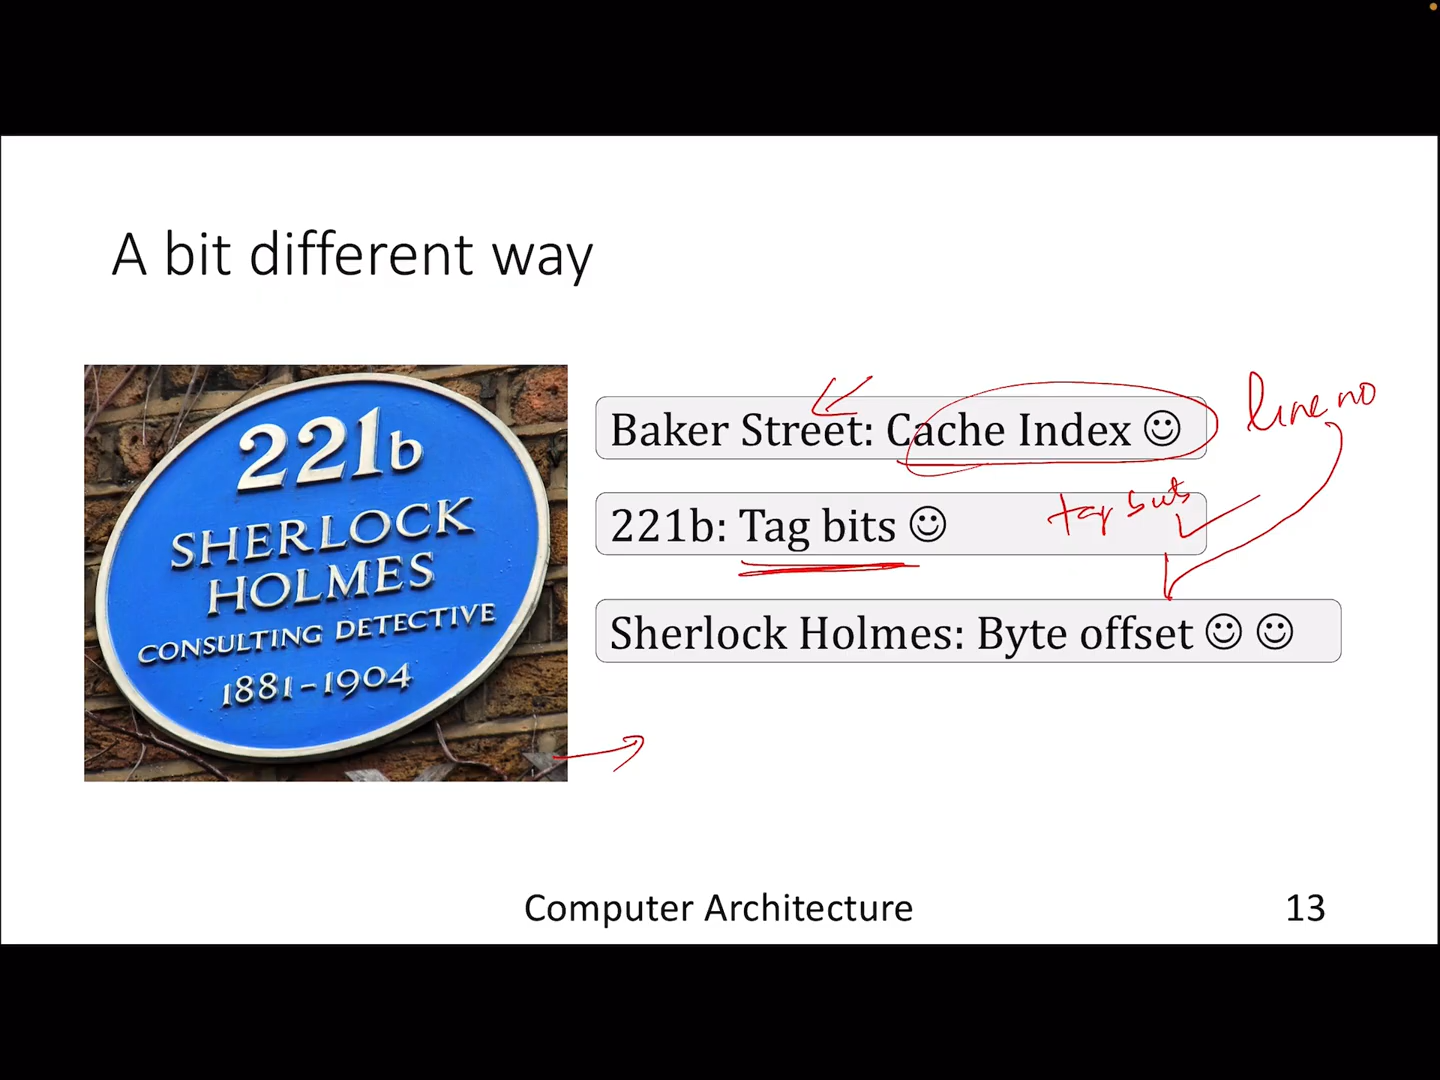 A bit different way
221b
SHERLOCK
HOLMES
CONSULTING DETECTIVE
1881-1904
Baker Street: Cache Index ☺
line no
221b: Tag bits ☺
tag bits
Sherlock Holmes: Byte offset ☺ ☺
Computer Architecture
13